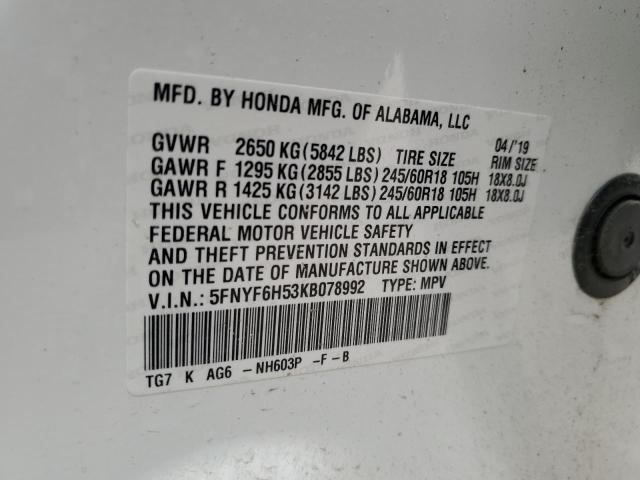 MFD. BY HONDA MFG. OF ALABAMA, LLC
GVWR 2650 KG (5842 LBS) TIRE SIZE 04/'19 RIM SIZE
GAWR F 1295 KG (2855 LBS) 245/60R18 105H 18X8.0J
GAWR R 1425 KG (3142 LBS) 245/60R18 105H 18X8.0J
THIS VEHICLE CONFORMS TO ALL APPLICABLE
FEDERAL MOTOR VEHICLE SAFETY
AND THEFT PREVENTION STANDARDS IN EFFECT
ON THE DATE OF MANUFACTURE SHOWN ABOVE.
V.I.N.: 5FNYF6H53KB078992 TYPE: MPV
TG7 K AG6 -NH603P -F-B